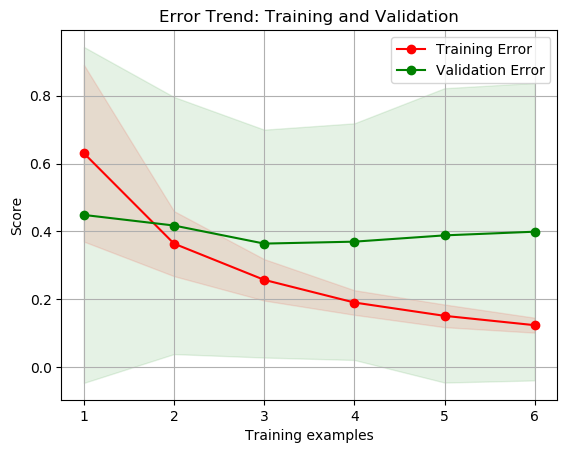 Error Trend: Training and Validation
Training Error
Validation Error
Score
0.8
0.6
0.4
0.2
0.0
1 2 3 4 5 6
Training examples